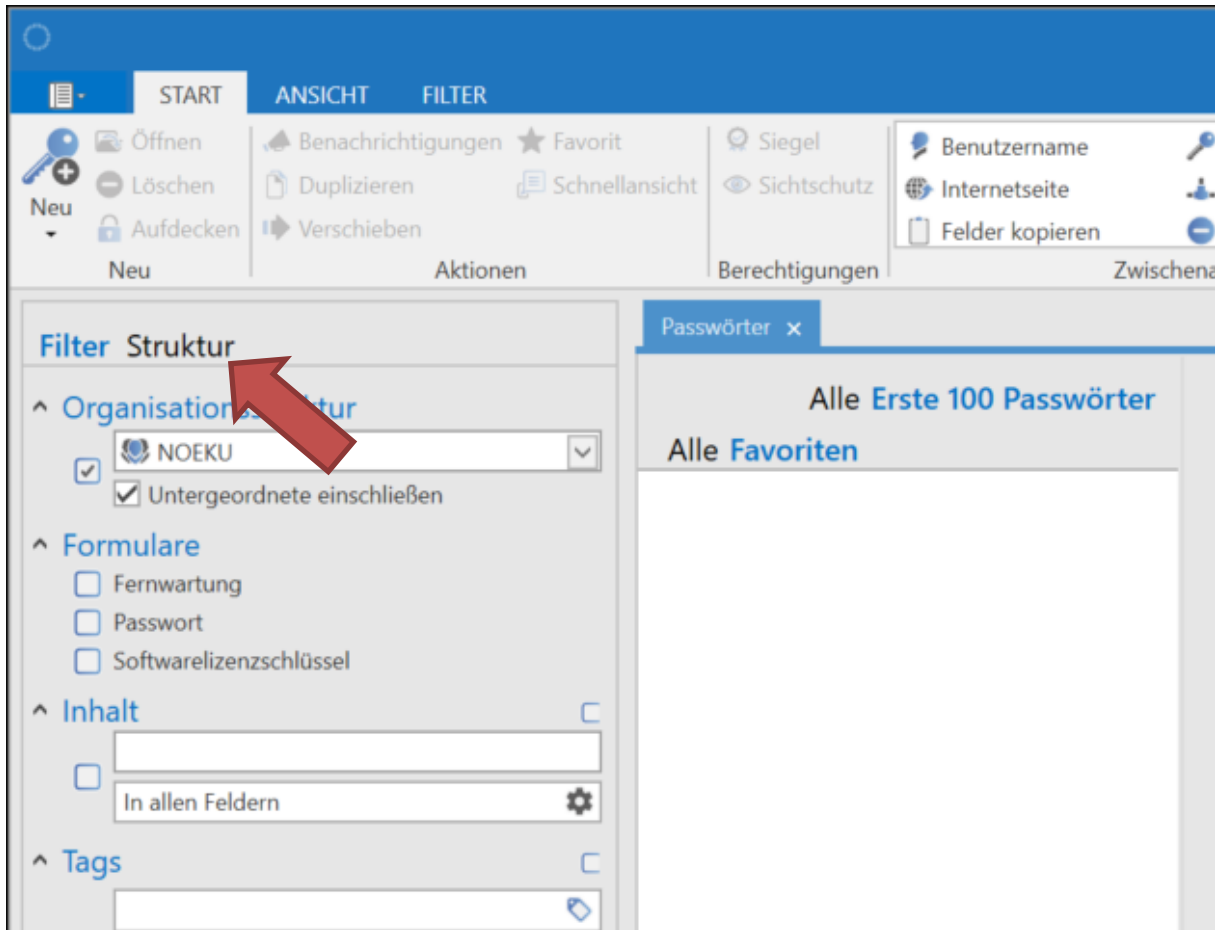 START ANSICHT FILTER
Öffnen Benachrichtigungen Favorit Siegel Benutzername
Löschen Duplizieren Schnellansicht Sichtschutz Internetseite
Neu
Aufdecken Verschieben Felder kopieren
Neu Aktionen Berechtigungen Zwischena
Filter Struktur
Passwörter x
Organisationsstruktur
NOEKU
Untergeordnete einschließen
Formulare
Fernwartung
Passwort
Softwarelizenzschlüssel
Inhalt
In allen Feldern
Tags
Alle Erste 100 Passwörter
Alle Favoriten